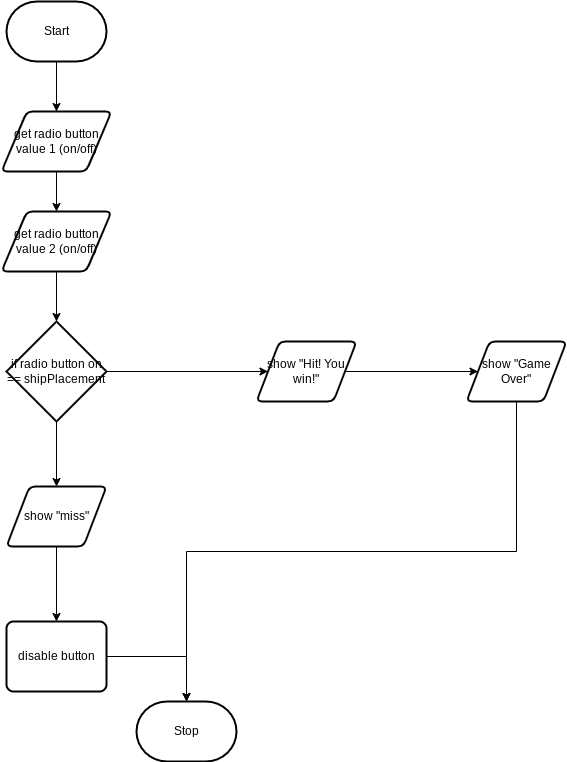 Start
get radio button
value 1 (on/off)
get radio button
value 2 (on/off)
if radio button on
== shipPlacement
show "Hit! You
win!"
show "Game
Over"
show "miss"
disable button
Stop